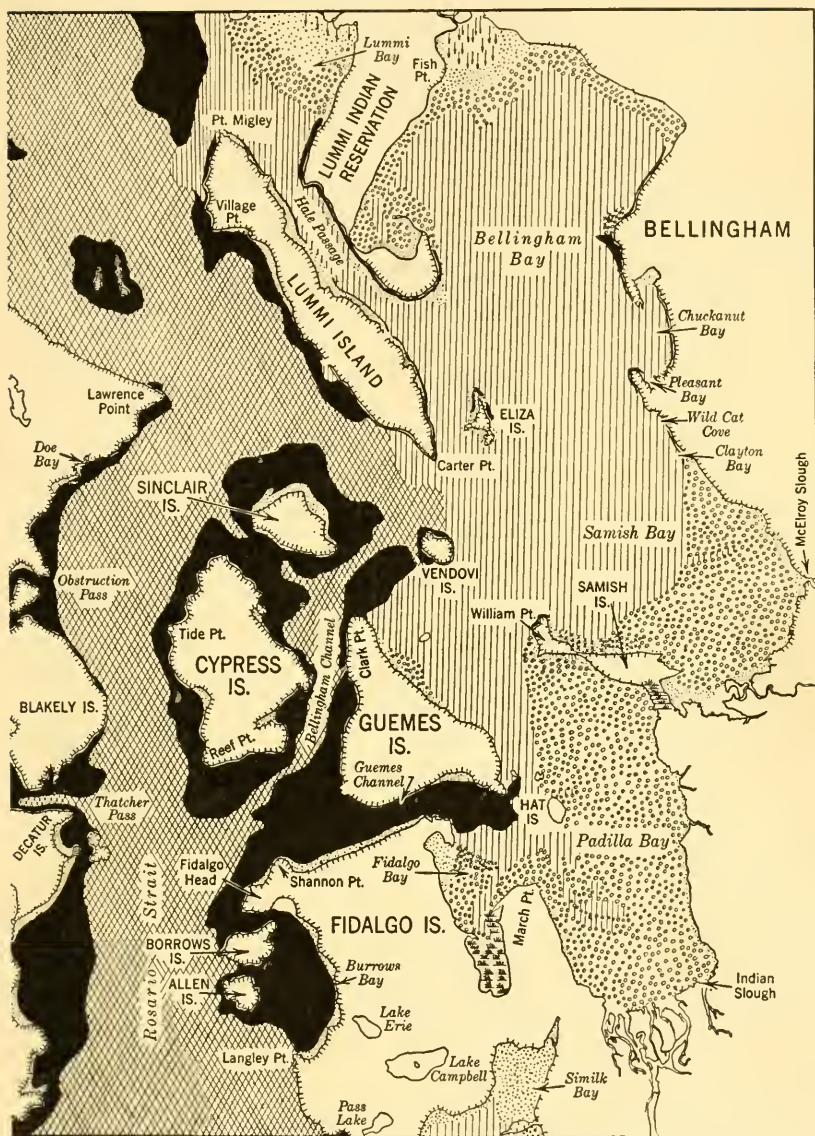 Lummi
Bay
Fish
Pt.
LUMMI INDIAN
RESERVATION
Pt. Migley
Village
Pt.
Hale Passage
BELLINGHAM
Bellingham
Bay
LUMMI ISLAND
Chuckanut
Bay
Lawrence
Point
Pleasant
Bay
ELIZA
IS.
Wild Cat
Cove
Doe
Bay
Carter Pt.
Clayton
Bay
SINCLAIR
IS.
McElroy Slough
Samish Bay
VENDOVI
IS.
Obstruction
Pass
SAMISH
IS.
William Pt.
Tide Pt.
Clark Pt.
CYPRESS
IS.
Bellingham Channel
BLAKELY IS.
GUEMES
IS.
Reef Pt.
Guemes
Channel
Thatcher
Pass
HAT
IS
DECATUR
IS.
Padilla Bay
Fidalgo
Head
Shannon Pt.
Fidalgo
Bay
March Pt.
FIDALGO IS.
Rosario Strait
BORROWS
IS.
Burrows
Bay
ALLEN
IS.
Indian
Slough
Lake
Erie
Langley Pt.
Lake
Campbell
Similk
Bay
Pass
Lake